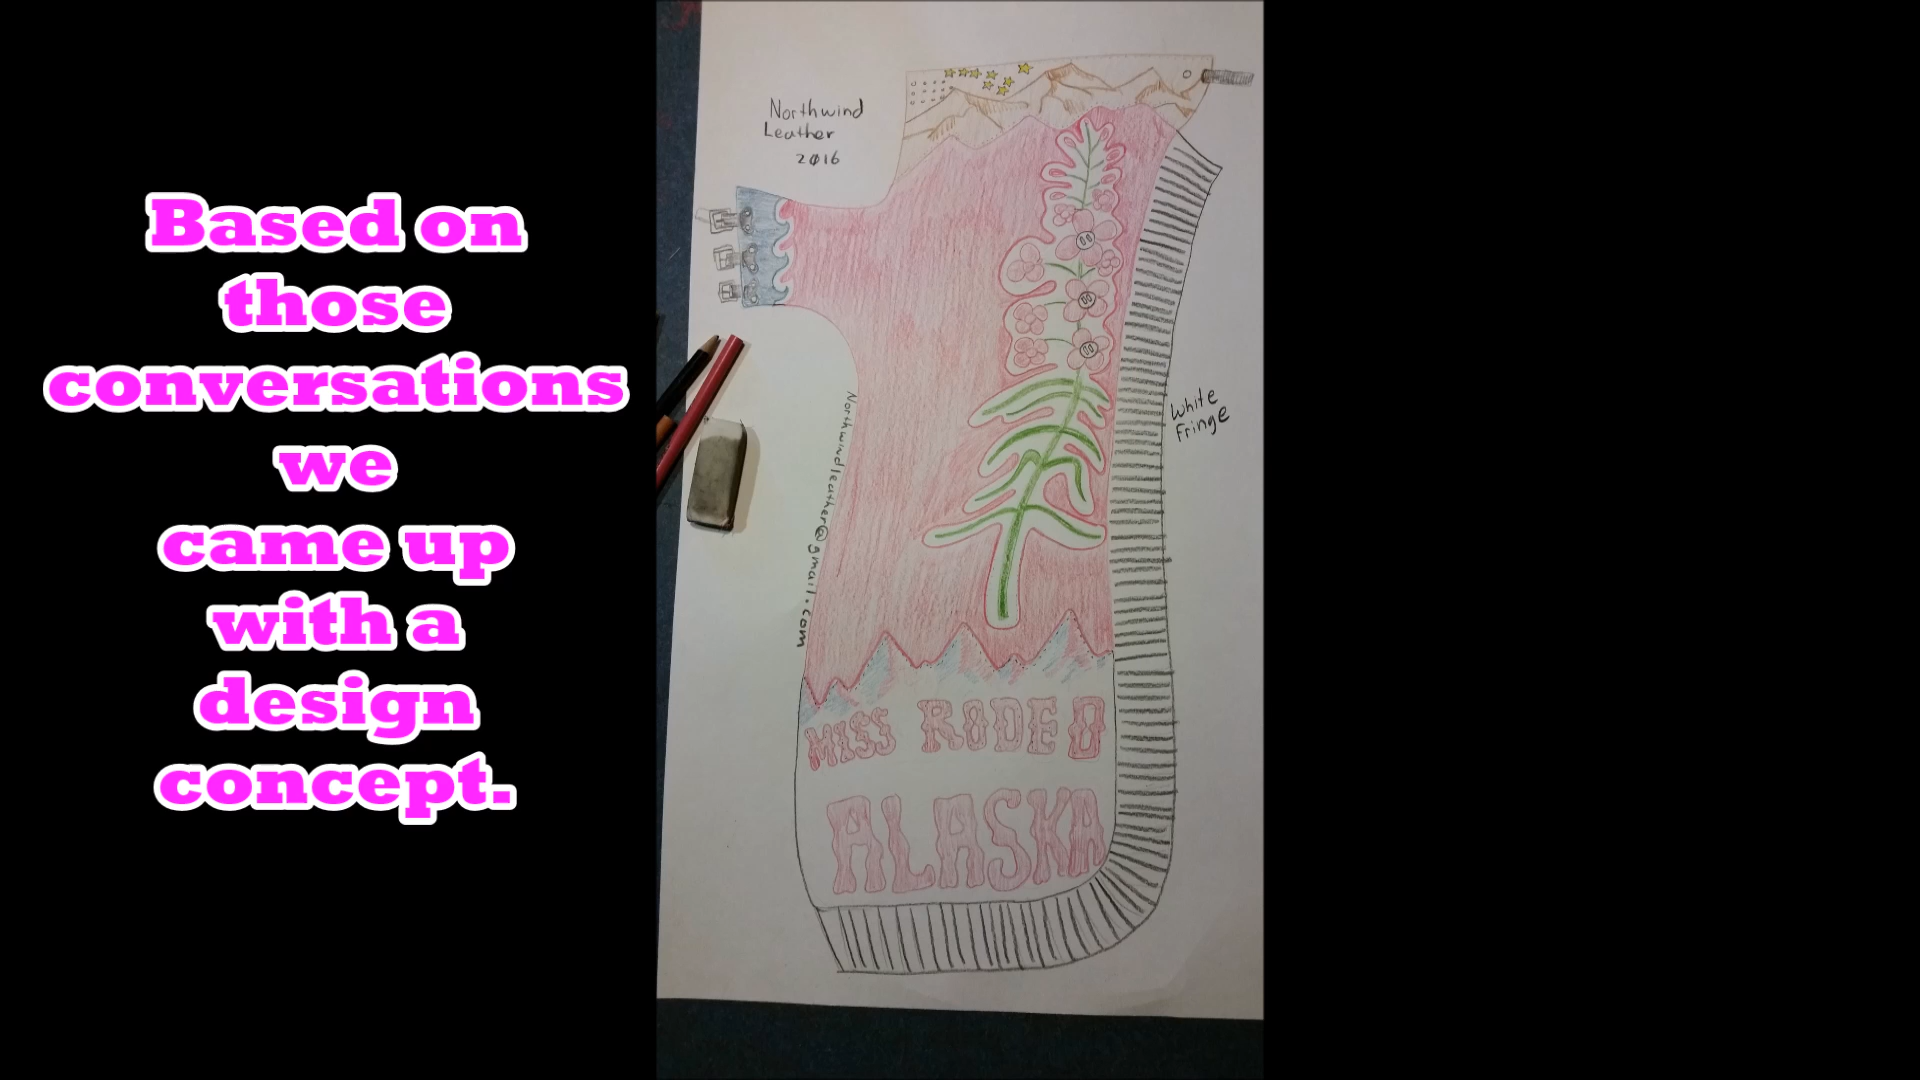 Based on
those
conversations
we
came up
with a
design
concept.
Northwind
Leather
2016
Northwindleather@gmail.com
White
Fringe
MISS RODEO
ALASKA